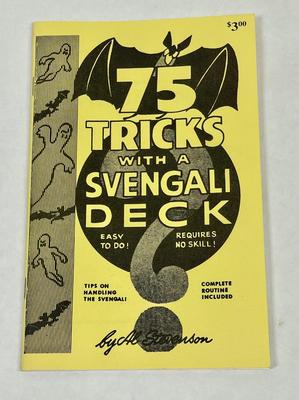 $3.00
75
TRICKS
WITH A
SVENGALI
DECK
EASY
TO DO!
REQUIRES
NO SKILL!
?
TIPS ON
HANDLING
THE SVENGALI
COMPLETE
ROUTINE
INCLUDED
by Al Stevenson